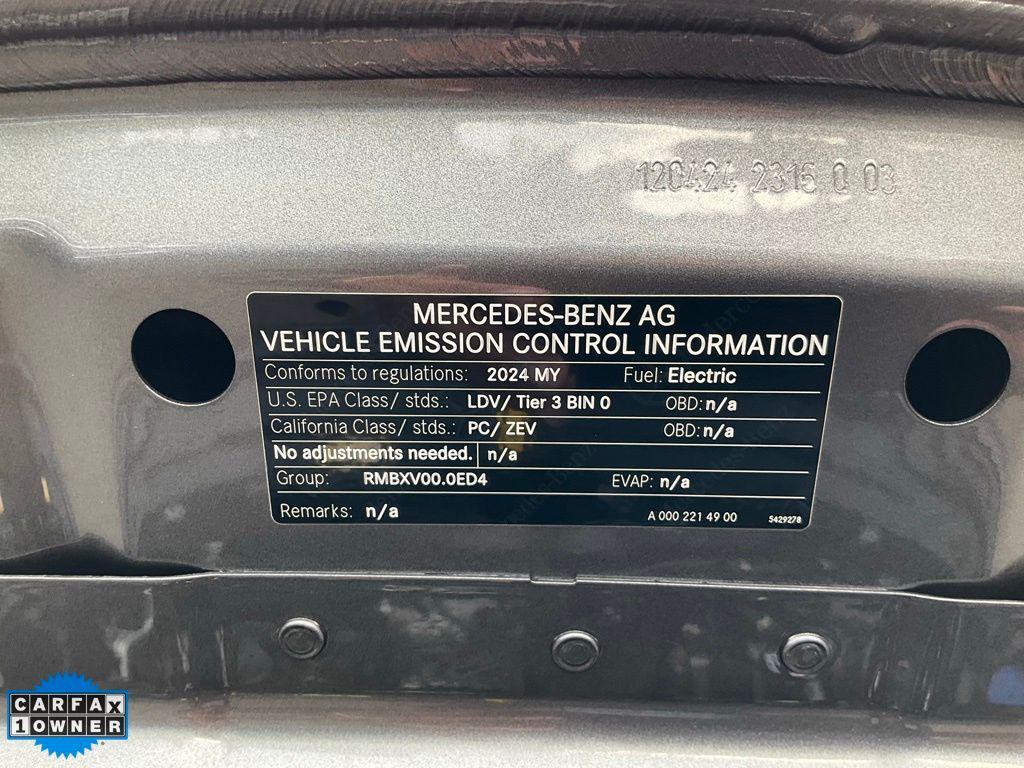 120424 2316 0 03
MERCEDES-BENZ AG
VEHICLE EMISSION CONTROL INFORMATION
Conforms to regulations: 2024 MY Fuel: Electric
U.S. EPA Class/ stds.: LDV/ Tier 3 BIN 0 OBD: n/a
California Class/ stds.: PC/ ZEV OBD: n/a
No adjustments needed. n/a
Group: RMBXV00.0ED4 EVAP: n/a
Remarks: n/a A 000 221 49 00 5429278
CARFAX
1 OWNER